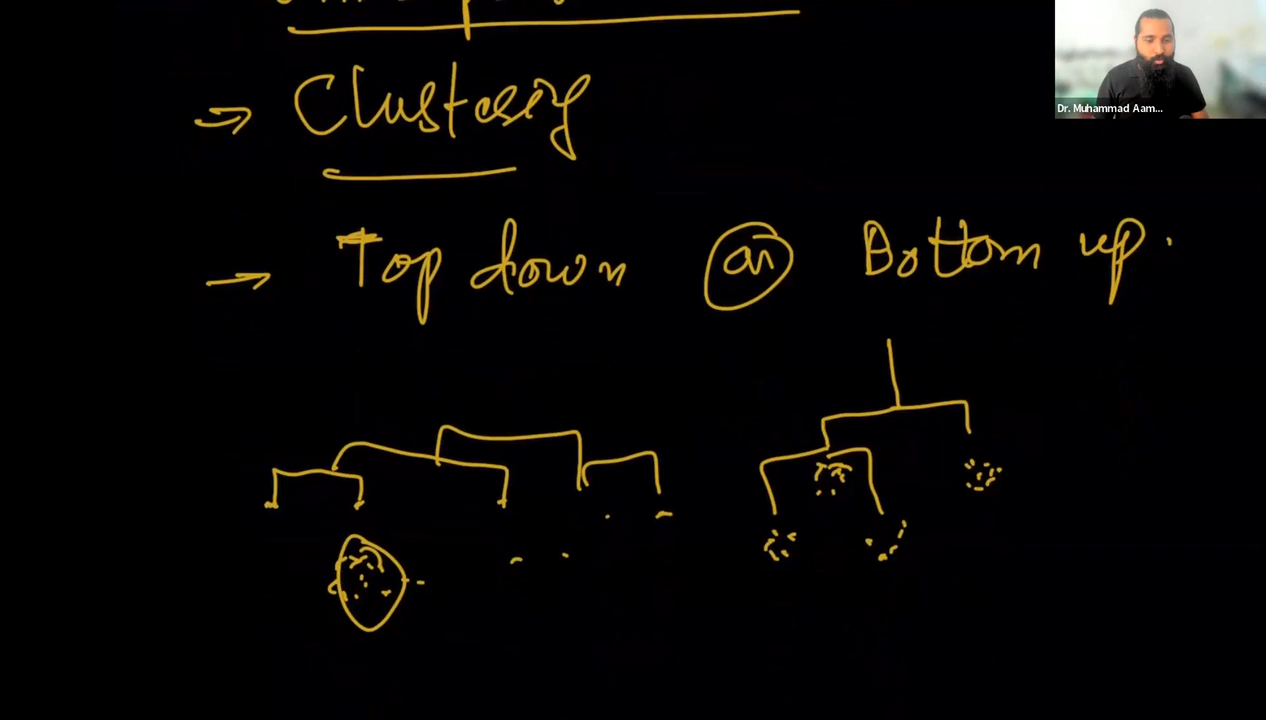 Dr. Muhammad Aam...
→ Clustering
→ Top down or Bottom up.